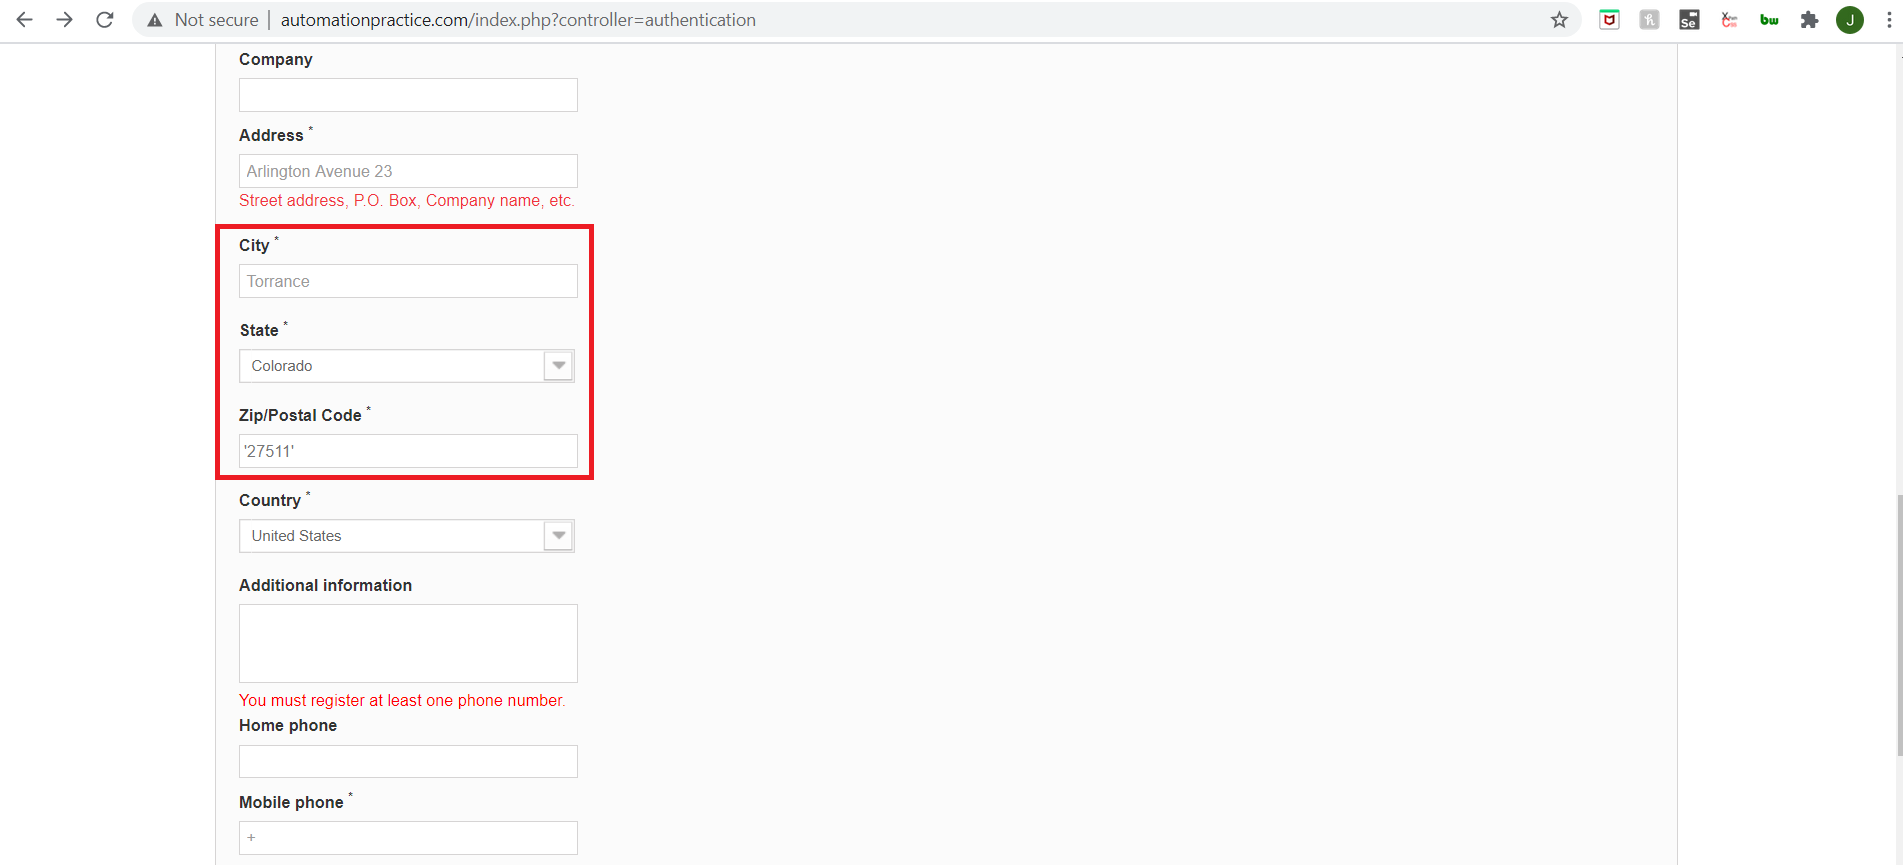 Not secure | automationpractice.com/index.php?controller=authentication
Se
bw
J
Company
Address *
Arlington Avenue 23
Street address, P.O. Box, Company name, etc.
City *
Torrance
State *
Colorado
Zip/Postal Code *
'27511'
Country *
United States
Additional information
You must register at least one phone number.
Home phone
Mobile phone *
+